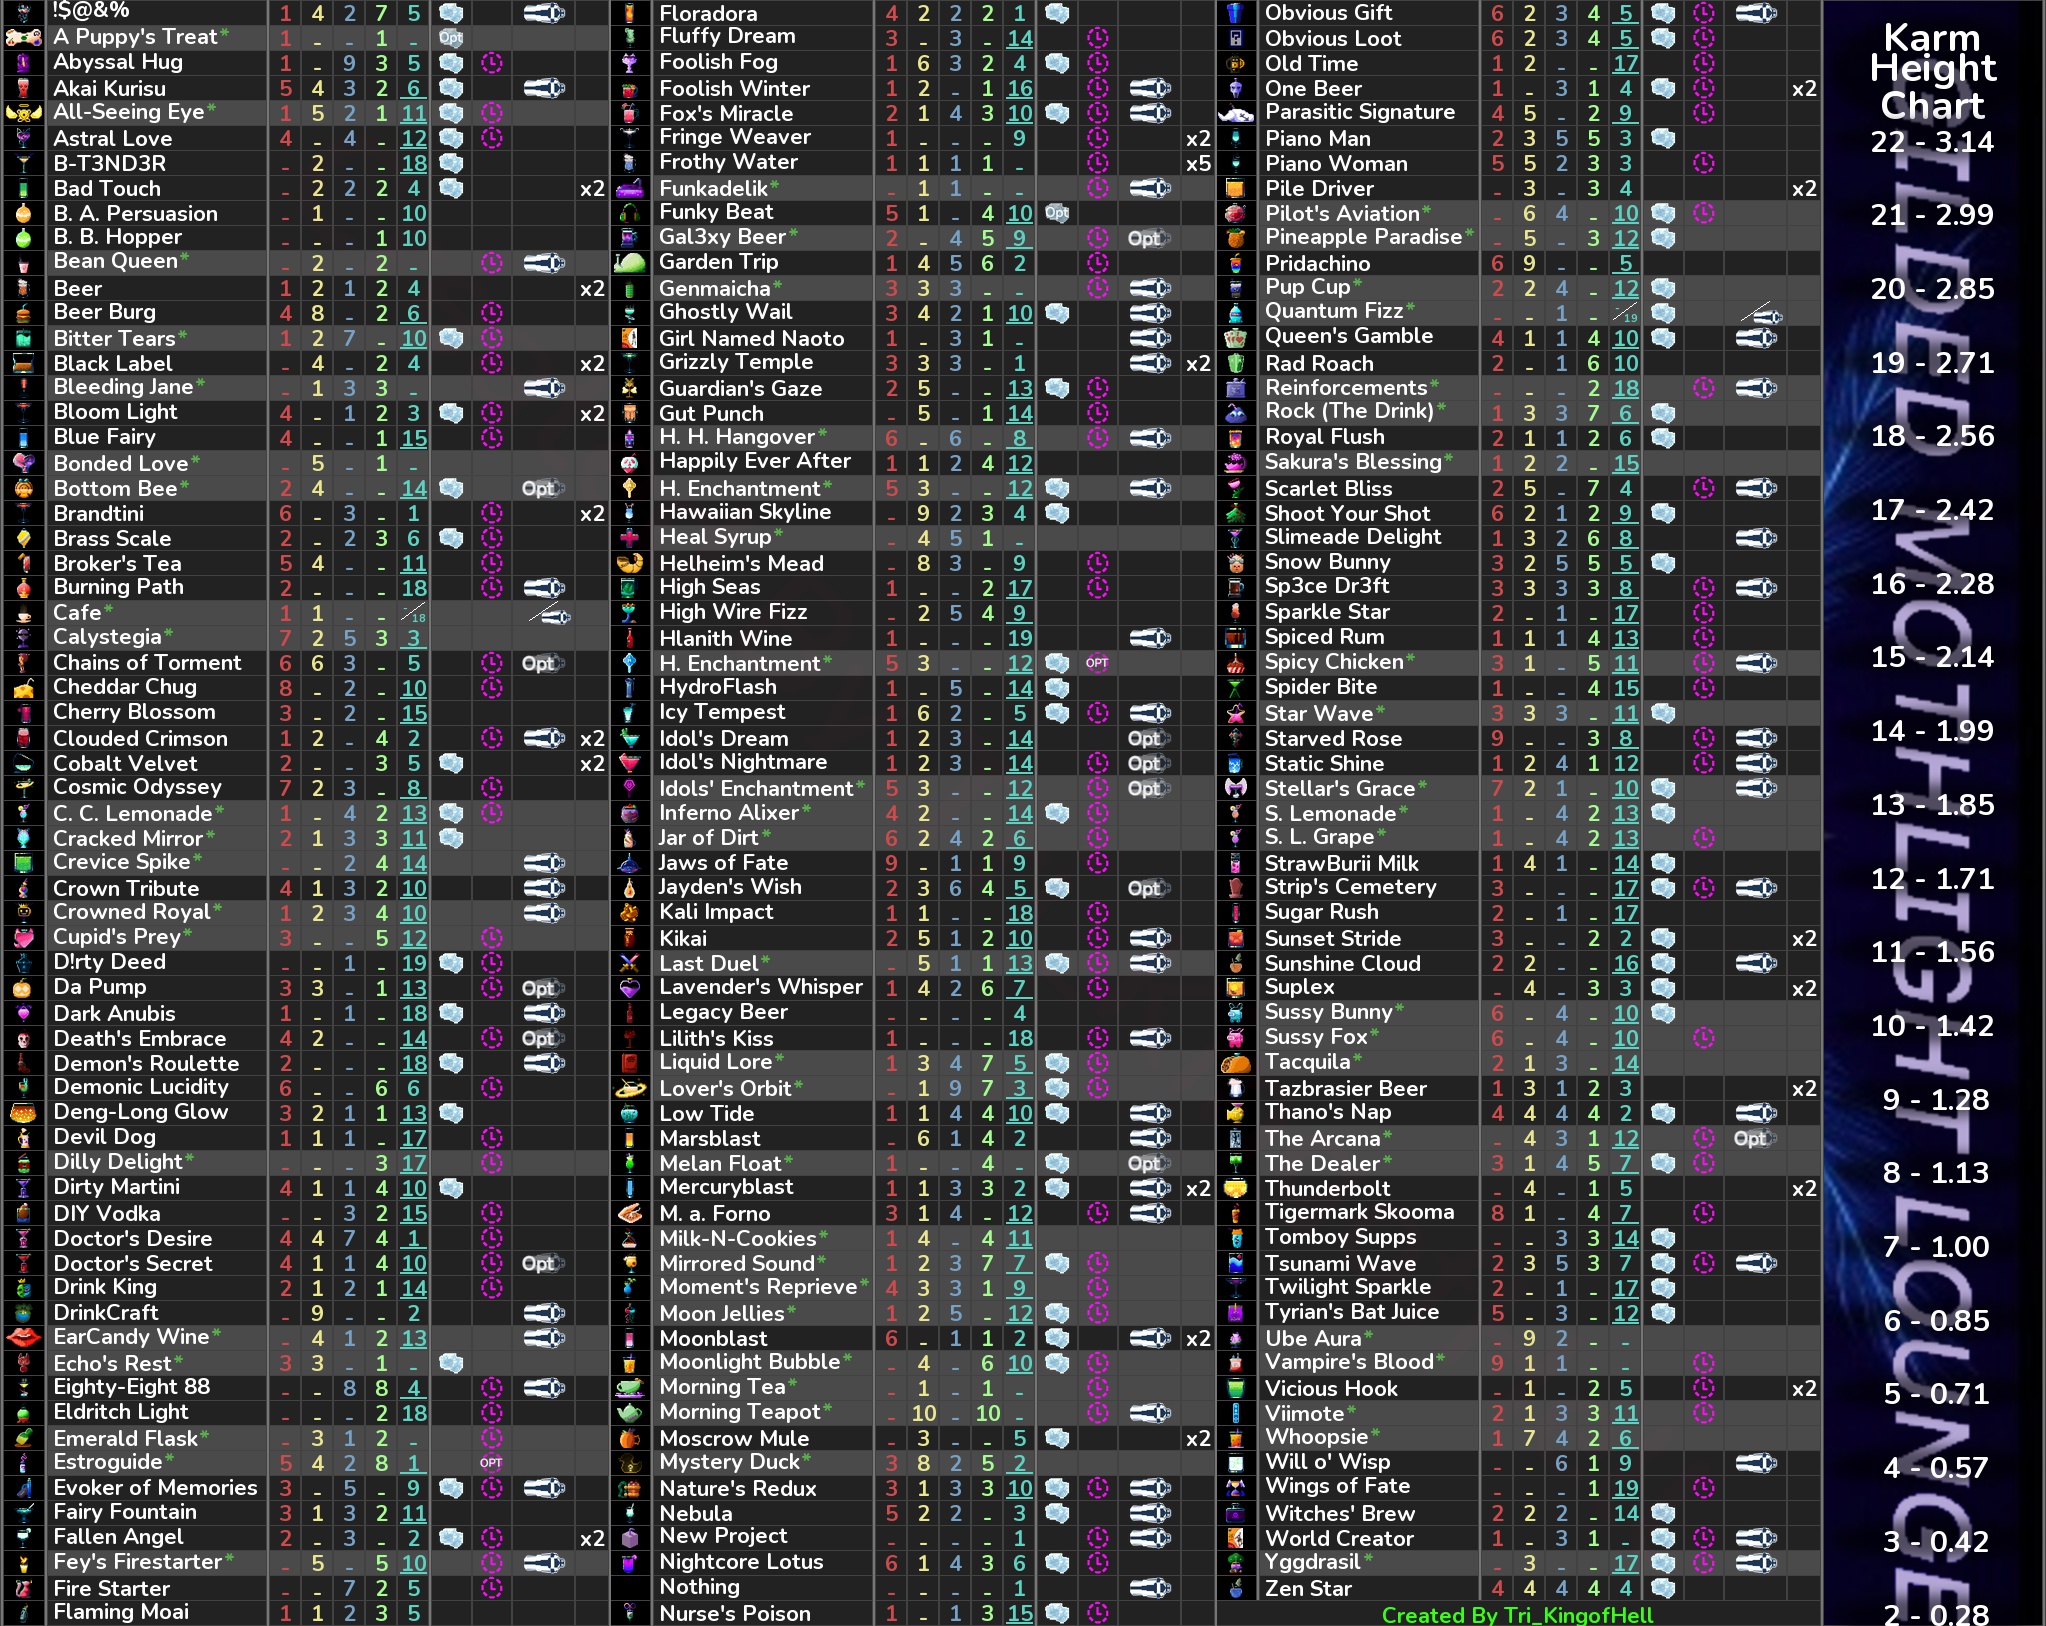 !$@&% 1 4 2 7 5
A Puppy's Treat* 1 - - 1 - Opt
Abyssal Hug 1 - 9 3 5
Akai Kurisu 5 4 3 2 6
All-Seeing Eye* 1 5 2 1 11
Astral Love 4 - 4 - 12
B-T3ND3R - 2 - - 18
Bad Touch - 2 2 2 4 x2
B. A. Persuasion - 1 - - 10
B. B. Hopper - - - 1 10
Bean Queen* - 2 - 2 -
Beer 1 2 1 2 4 x2
Beer Burg 4 8 - 2 6
Bitter Tears* 1 2 7 - 10
Black Label - 4 - 2 4 x2
Bleeding Jane* - 1 3 3 -
Bloom Light 4 - 1 2 3 x2
Blue Fairy 4 - - 1 15
Bonded Love* - 5 - 1 -
Bottom Bee* 2 4 - - 14 Opt
Brandtini 6 - 3 - 1 x2
Brass Scale 2 - 2 3 6
Broker's Tea 5 4 - - 11
Burning Path 2 - - - 18
Cafe* 1 1 - - -/18
Calystegia* 7 2 5 3 3
Chains of Torment 6 6 3 - 5 Opt
Cheddar Chug 8 - 2 - 10
Cherry Blossom 3 - 2 - 15
Clouded Crimson 1 2 - 4 2 x2
Cobalt Velvet 2 - - 3 5 x2
Cosmic Odyssey 7 2 3 - 8
C. C. Lemonade* 1 - 4 2 13
Cracked Mirror* 2 1 3 3 11
Crevice Spike* - - 2 4 14
Crown Tribute 4 1 3 2 10
Crowned Royal* 1 2 3 4 10
Cupid's Prey* 3 - - 5 12
D!rty Deed - - 1 - 19
Da Pump 3 3 - 1 13 Opt
Dark Anubis 1 - 1 - 18
Death's Embrace 4 2 - - 14 Opt
Demon's Roulette 2 - - - 18
Demonic Lucidity 6 - - 6 6
Deng-Long Glow 3 2 1 1 13
Devil Dog 1 1 1 - 17
Dilly Delight* - - - 3 17
Dirty Martini 4 1 1 4 10
DIY Vodka - - 3 2 15
Doctor's Desire 4 4 7 4 1
Doctor's Secret 4 1 1 4 10 Opt
Drink King 2 1 2 1 14
DrinkCraft - 9 - - 2
EarCandy Wine* - 4 1 2 13
Echo's Rest* 3 3 - 1 -
Eighty-Eight 88 - - 8 8 4
Eldritch Light - - - 2 18
Emerald Flask* - 3 1 2 -
Estroguide* 5 4 2 8 1 OPT
Evoker of Memories 3 - 5 - 9
Fairy Fountain 3 1 3 2 11
Fallen Angel 2 - 3 - 2 x2
Fey's Firestarter* - 5 - 5 10
Fire Starter - - 7 2 5
Flaming Moai 1 1 2 3 5
Floradora 4 2 2 2 1
Fluffy Dream 3 - 3 - 14
Foolish Fog 1 6 3 2 4
Foolish Winter 1 2 - 1 16
Fox's Miracle 2 1 4 3 10
Fringe Weaver 1 - - - 9 x2
Frothy Water 1 1 1 1 - x5
Funkadelik* - 1 1 - -
Funky Beat 5 1 - 4 10 Opt
Gal3xy Beer* 2 - 4 5 9 Opt
Garden Trip 1 4 5 6 2
Genmaicha* 3 3 3 - -
Ghostly Wail 3 4 2 1 10
Girl Named Naoto 1 - 3 1 -
Grizzly Temple 3 3 3 - 1 x2
Guardian's Gaze 2 5 - - 13
Gut Punch - 5 - 1 14
H. H. Hangover* 6 - 6 - 8
Happily Ever After 1 1 2 4 12
H. Enchantment* 5 3 - - 12
Hawaiian Skyline - 9 2 3 4
Heal Syrup* - 4 5 1 -
Helheim's Mead - 8 3 - 9
High Seas 1 - - 2 17
High Wire Fizz - 2 5 4 9
Hlanith Wine 1 - - - 19
H. Enchantment* 5 3 - - 12 OPT
HydroFlash 1 - 5 - 14
Icy Tempest 1 6 2 - 5
Idol's Dream 1 2 3 - 14 Opt
Idol's Nightmare 1 2 3 - 14 Opt
Idols' Enchantment* 5 3 - - 12 Opt
Inferno Alixer* 4 2 - - 14
Jar of Dirt* 6 2 4 2 6
Jaws of Fate 9 - 1 1 9
Jayden's Wish 2 3 6 4 5 Opt
Kali Impact 1 1 - - 18
Kikai 2 5 1 2 10
Last Duel* - 5 1 1 13
Lavender's Whisper 1 4 2 6 7
Legacy Beer - - - - 4
Lilith's Kiss 1 - - - 18
Liquid Lore* 1 3 4 7 5
Lover's Orbit* - 1 9 7 3
Low Tide 1 1 4 4 10
Marsblast - 6 1 4 2
Melan Float* 1 - - 4 - Opt
Mercuryblast 1 1 3 3 2 x2
M. a. Forno 3 1 4 - 12
Milk-N-Cookies* 1 4 - 4 11
Mirrored Sound* 1 2 3 7 7
Moment's Reprieve* 4 3 3 1 9
Moon Jellies* 1 2 5 - 12
Moonblast 6 - 1 1 2 x2
Moonlight Bubble* - 4 - 6 10
Morning Tea* - 1 - 1 -
Morning Teapot* - 10 - 10 -
Moscrow Mule - 3 - - 5 x2
Mystery Duck* 3 8 2 5 2
Nature's Redux 3 1 3 3 10
Nebula 5 2 2 - 3
New Project - - - - 1
Nightcore Lotus 6 1 4 3 6
Nothing - - - - 1
Nurse's Poison 1 - 1 3 15
Obvious Gift 6 2 3 4 5
Obvious Loot 6 2 3 4 5
Old Time 1 2 - - 17
One Beer 1 - 3 1 4 x2
Parasitic Signature 4 5 - 2 9
Piano Man 2 3 5 5 3
Piano Woman 5 5 2 3 3
Pile Driver - 3 - 3 4 x2
Pilot's Aviation* - 6 4 - 10
Pineapple Paradise* - 5 - 3 12
Pridachino 6 9 - - 5
Pup Cup* 2 2 4 - 12
Quantum Fizz* - - 1 - -/19
Queen's Gamble 4 1 1 4 10
Rad Roach 2 - 1 6 10
Reinforcements* - - - 2 18
Rock (The Drink)* 1 3 3 7 6
Royal Flush 2 1 1 2 6
Sakura's Blessing* 1 2 2 - 15
Scarlet Bliss 2 5 - 7 4
Shoot Your Shot 6 2 1 2 9
Slimeade Delight 1 3 2 6 8
Snow Bunny 3 2 5 5 5
Sp3ce Dr3ft 3 3 3 3 8
Sparkle Star 2 - 1 - 17
Spiced Rum 1 1 1 4 13
Spicy Chicken* 3 1 - 5 11
Spider Bite 1 - - 4 15
Star Wave* 3 3 3 - 11
Starved Rose 9 - - 3 8
Static Shine 1 2 4 1 12
Stellar's Grace* 7 2 1 - 10
S. Lemonade* 1 - 4 2 13
S. L. Grape* 1 - 4 2 13
StrawBurii Milk 1 4 1 - 14
Strip's Cemetery 3 - - - 17
Sugar Rush 2 - 1 - 17
Sunset Stride 3 - - 2 2 x2
Sunshine Cloud 2 2 - - 16
Suplex - 4 - 3 3 x2
Sussy Bunny* 6 - 4 - 10
Sussy Fox* 6 - 4 - 10
Tacquila* 2 1 3 - 14
Tazbrasier Beer 1 3 1 2 3 x2
Thano's Nap 4 4 4 4 2
The Arcana* - 4 3 1 12 Opt
The Dealer* 3 1 4 5 7
Thunderbolt - 4 - 1 5 x2
Tigermark Skooma 8 1 - 4 7
Tomboy Supps - - 3 3 14
Tsunami Wave 2 3 5 3 7
Twilight Sparkle 2 - 1 - 17
Tyrian's Bat Juice 5 - 3 - 12
Ube Aura* - 9 2 - -
Vampire's Blood* 9 1 1 - -
Vicious Hook - 1 - 2 5 x2
Viimote* 2 1 3 3 11
Whoopsie* 1 7 4 2 6
Will o' Wisp - - 6 1 9
Wings of Fate - - - 1 19
Witches' Brew 2 2 2 - 14
World Creator 1 - 3 1 -
Yggdrasil* - 3 - - 17
Zen Star 4 4 4 4 4
Created By Tri_KingofHell
Karm
Height
Chart
22 - 3.14
21 - 2.99
20 - 2.85
19 - 2.71
18 - 2.56
17 - 2.42
16 - 2.28
15 - 2.14
14 - 1.99
13 - 1.85
12 - 1.71
11 - 1.56
10 - 1.42
9 - 1.28
8 - 1.13
7 - 1.00
6 - 0.85
5 - 0.71
4 - 0.57
3 - 0.42
2 - 0.28
GILDED MOTHLIGHT LOUNGE